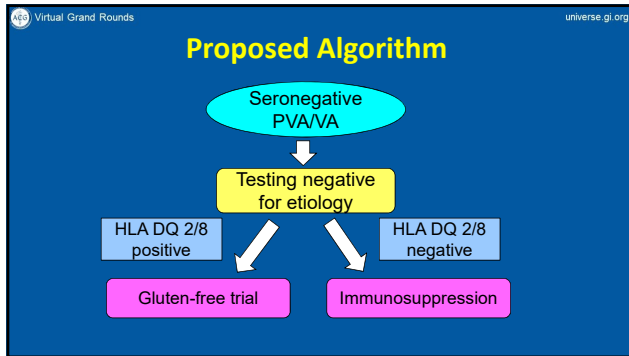 ACG Virtual Grand Rounds
universe.gi.org
Proposed Algorithm
Seronegative
PVA/VA
Testing negative
for etiology
HLA DQ 2/8
positive
HLA DQ 2/8
negative
Gluten-free trial
Immunosuppression